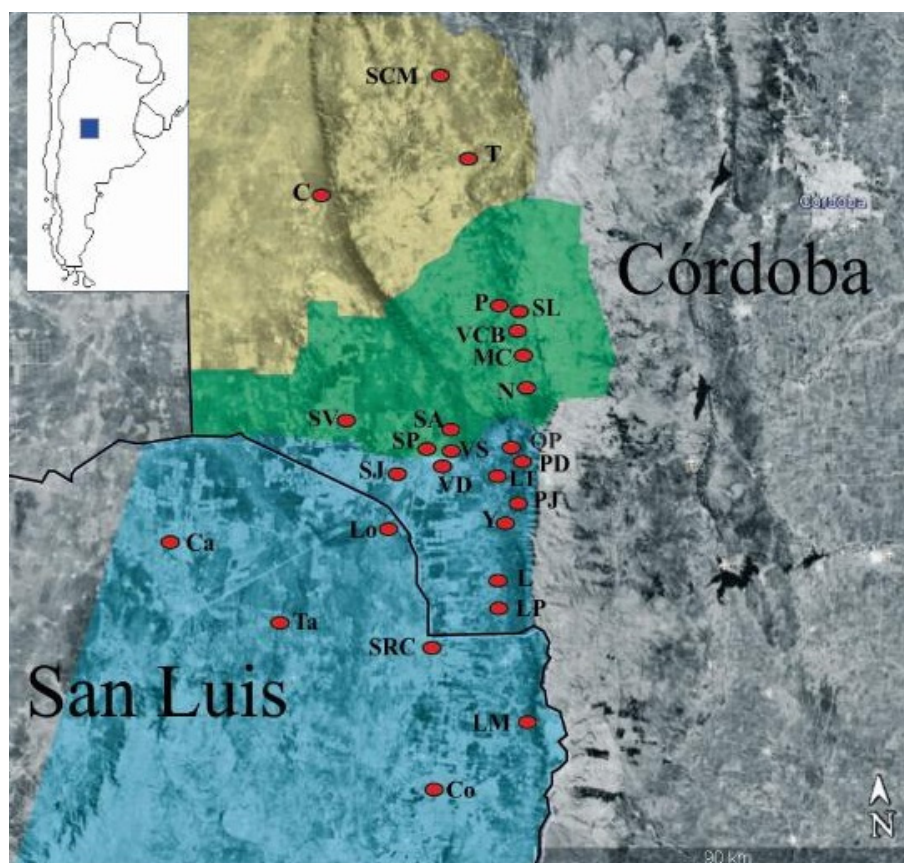 SCM
T
C
Córdoba
Córdoba
P
SL
VCB
MC
N
SV
SA
SP
VS
QP
PD
SJ
VD
LT
PJ
Y
Lo
Ca
L
LP
Ta
SRC
San Luis
LM
Co
N
90 km